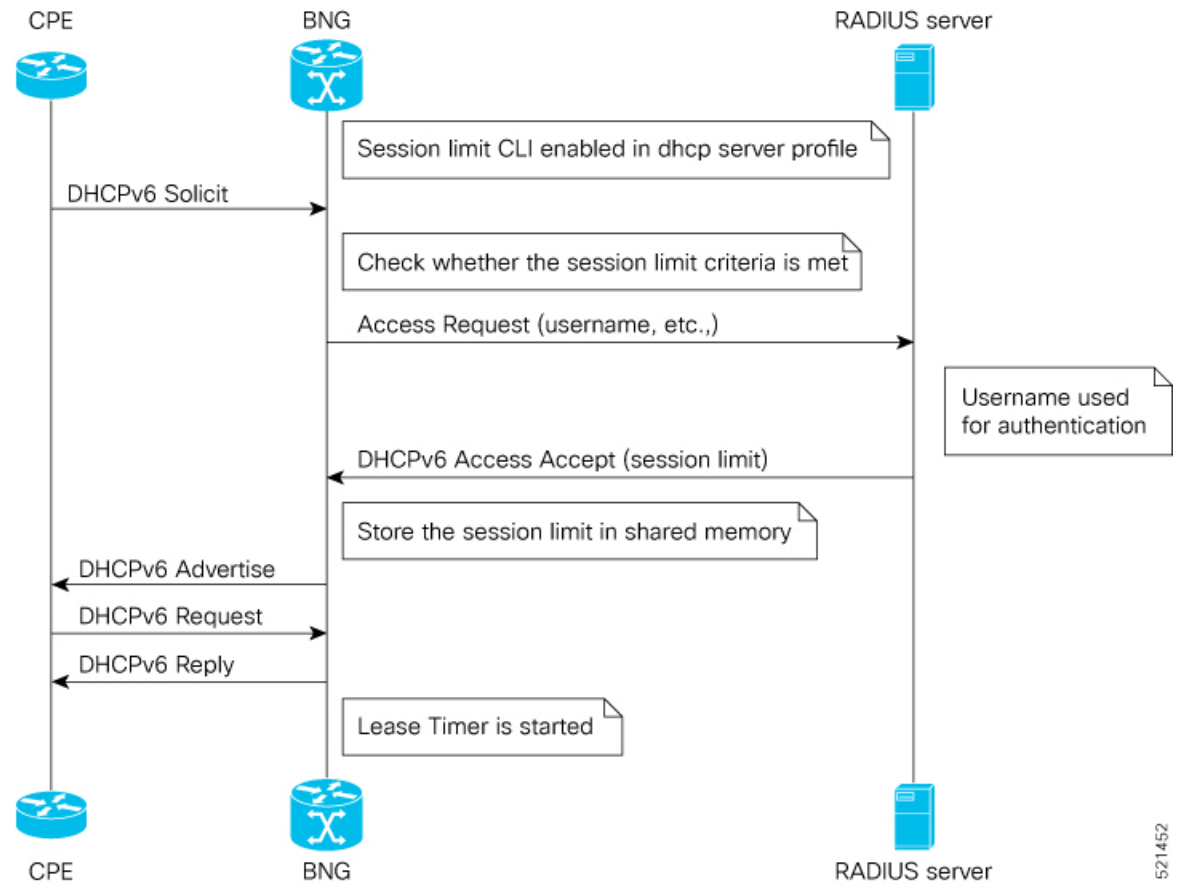 CPE
BNG
RADIUS server
Session limit CLI enabled in dhcp server profile
DHCPv6 Solicit
Check whether the session limit criteria is met
Access Request (username, etc.,)
Username used
for authentication
DHCPv6 Access Accept (session limit)
Store the session limit in shared memory
DHCPv6 Advertise
DHCPv6 Request
DHCPv6 Reply
Lease Timer is started
CPE
BNG
RADIUS server
521452